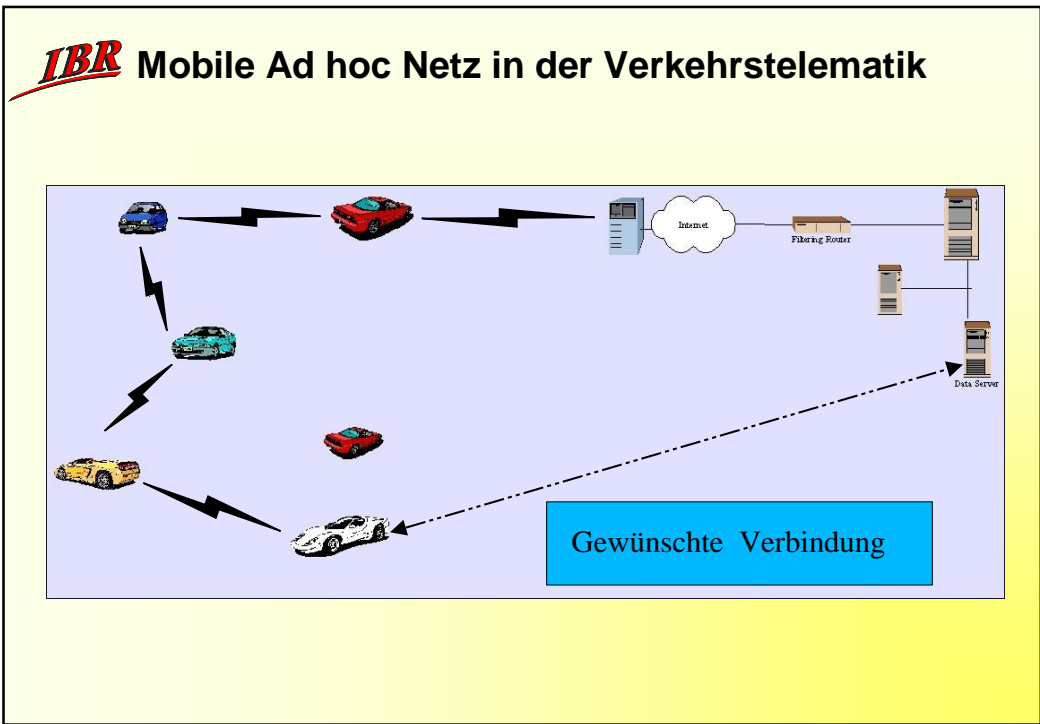 IBR Mobile Ad hoc Netz in der Verkehrstelematik
Internet
Filtering Router
Data Server
Gewünschte Verbindung